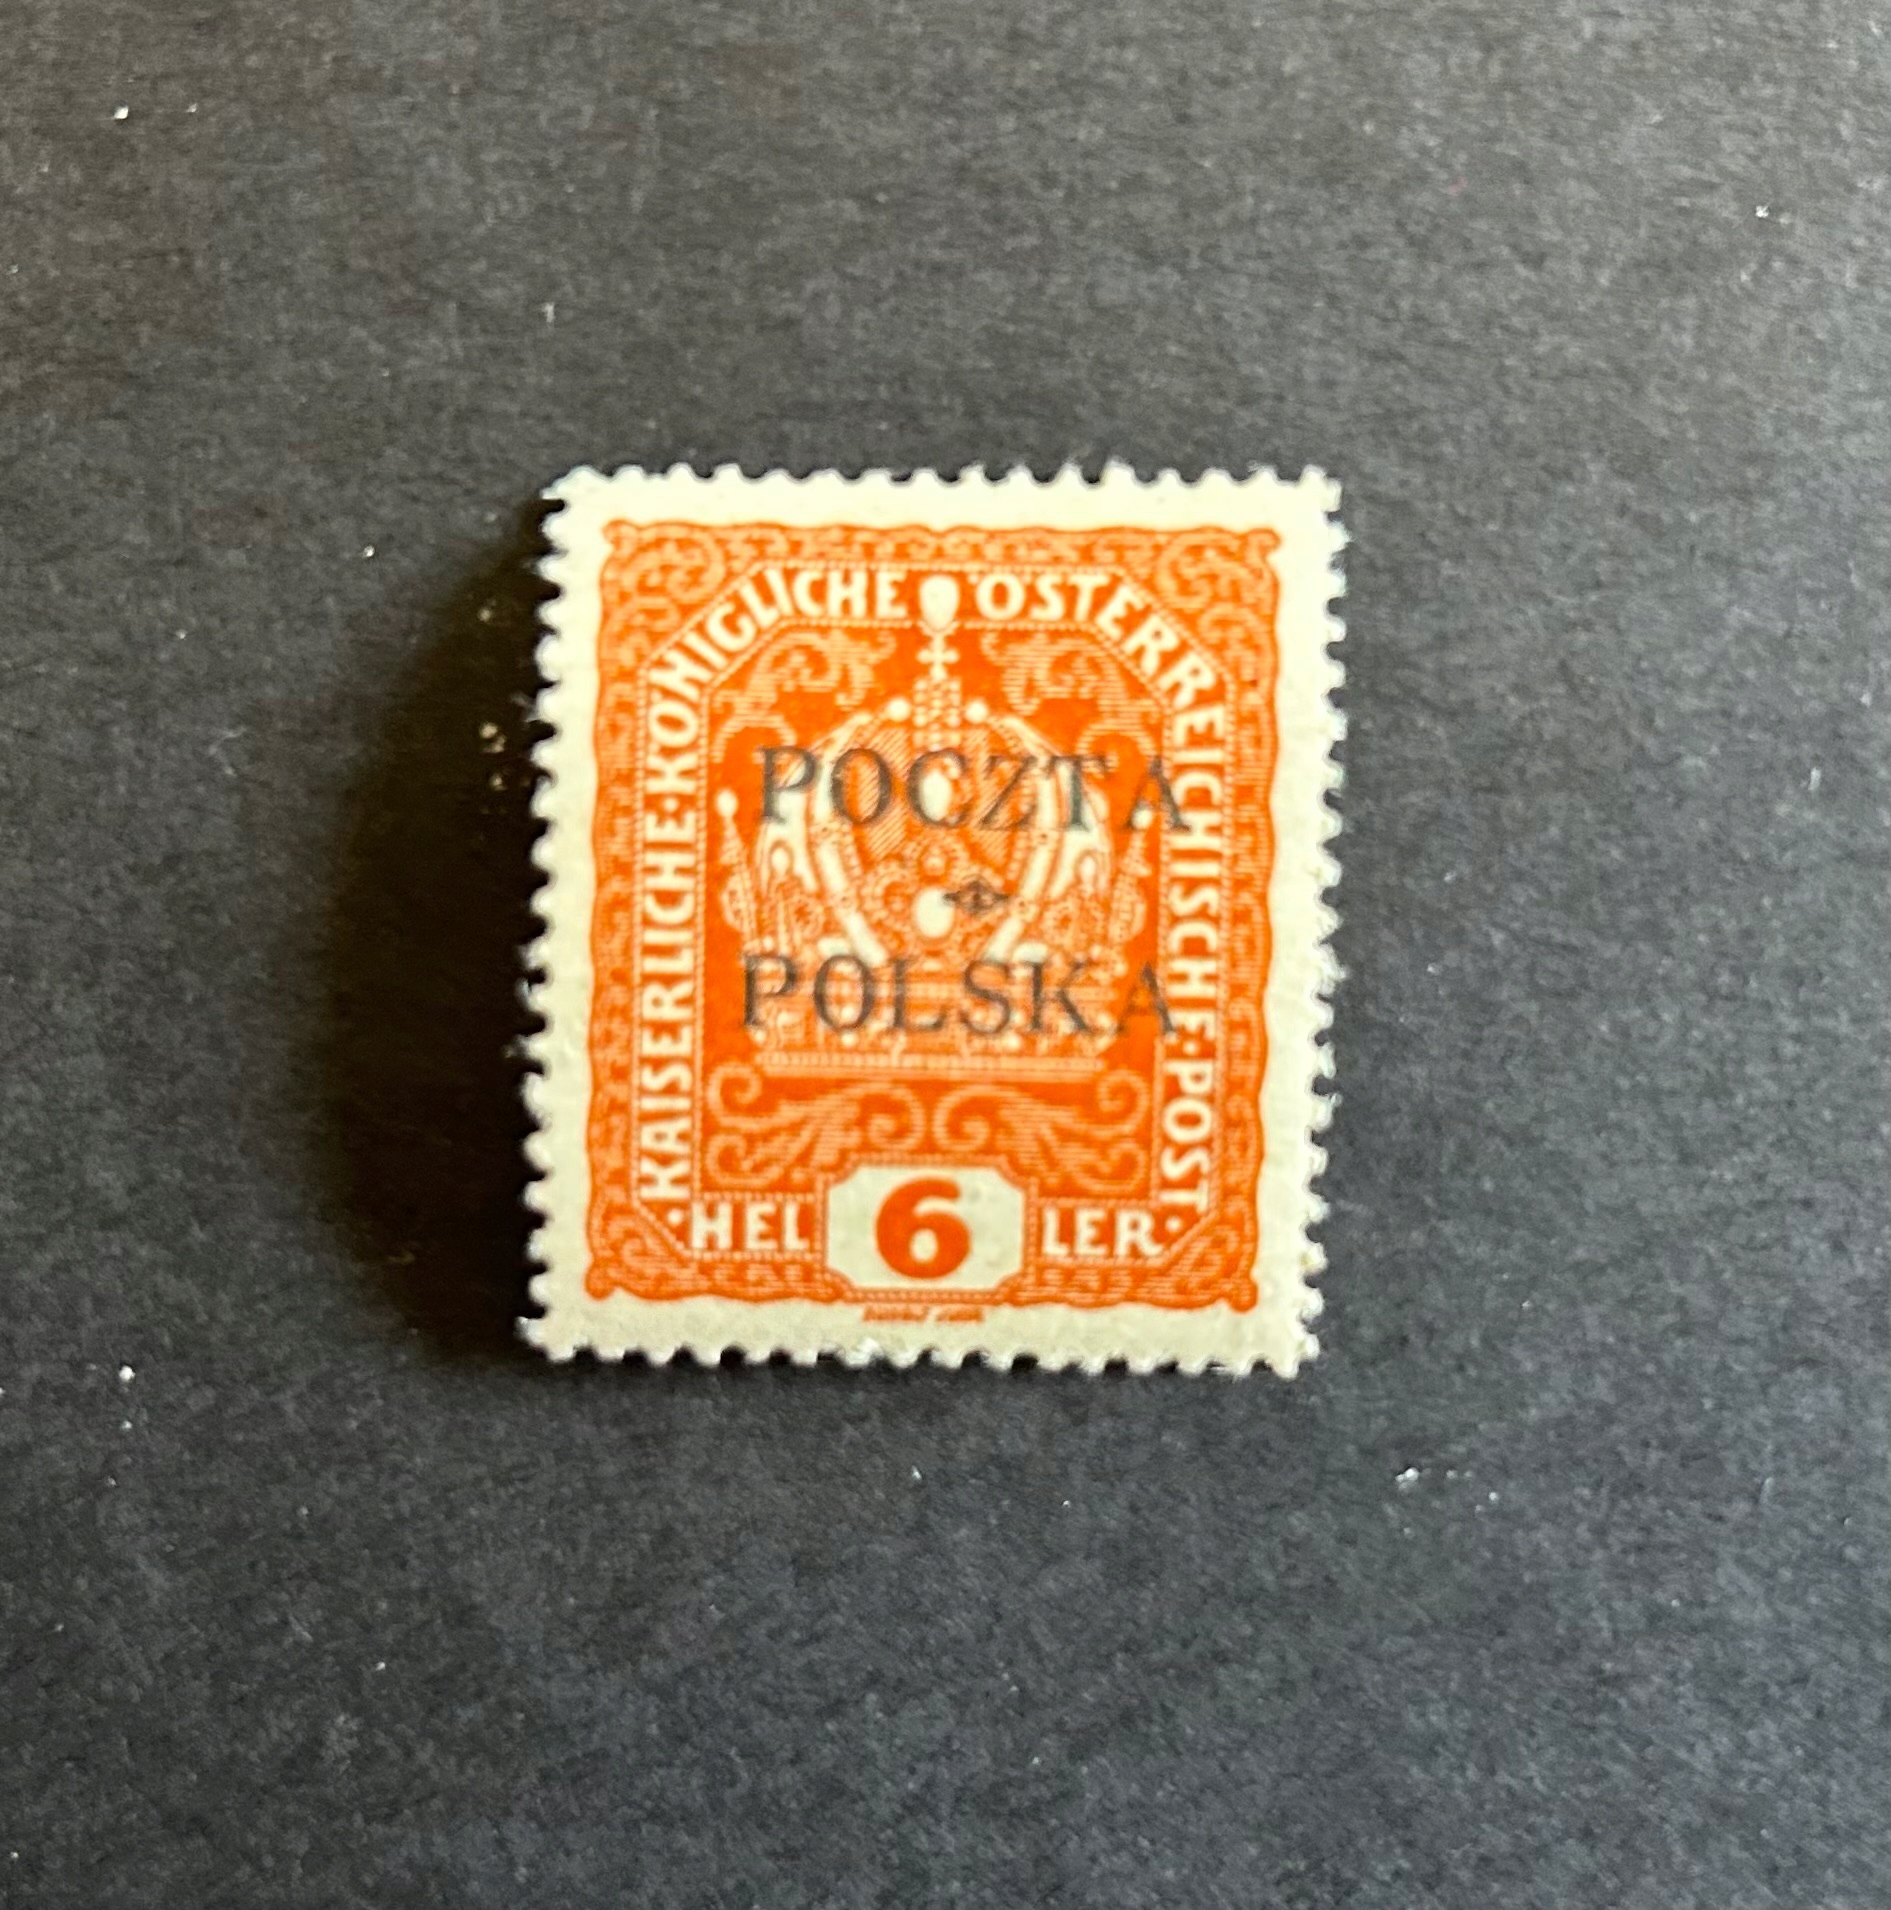 ·KAISERLICHE·KÖNIGLICHE ÖSTERREICHISCHE·POST·
POCZTA
POLSKA
·HEL 6 LER·